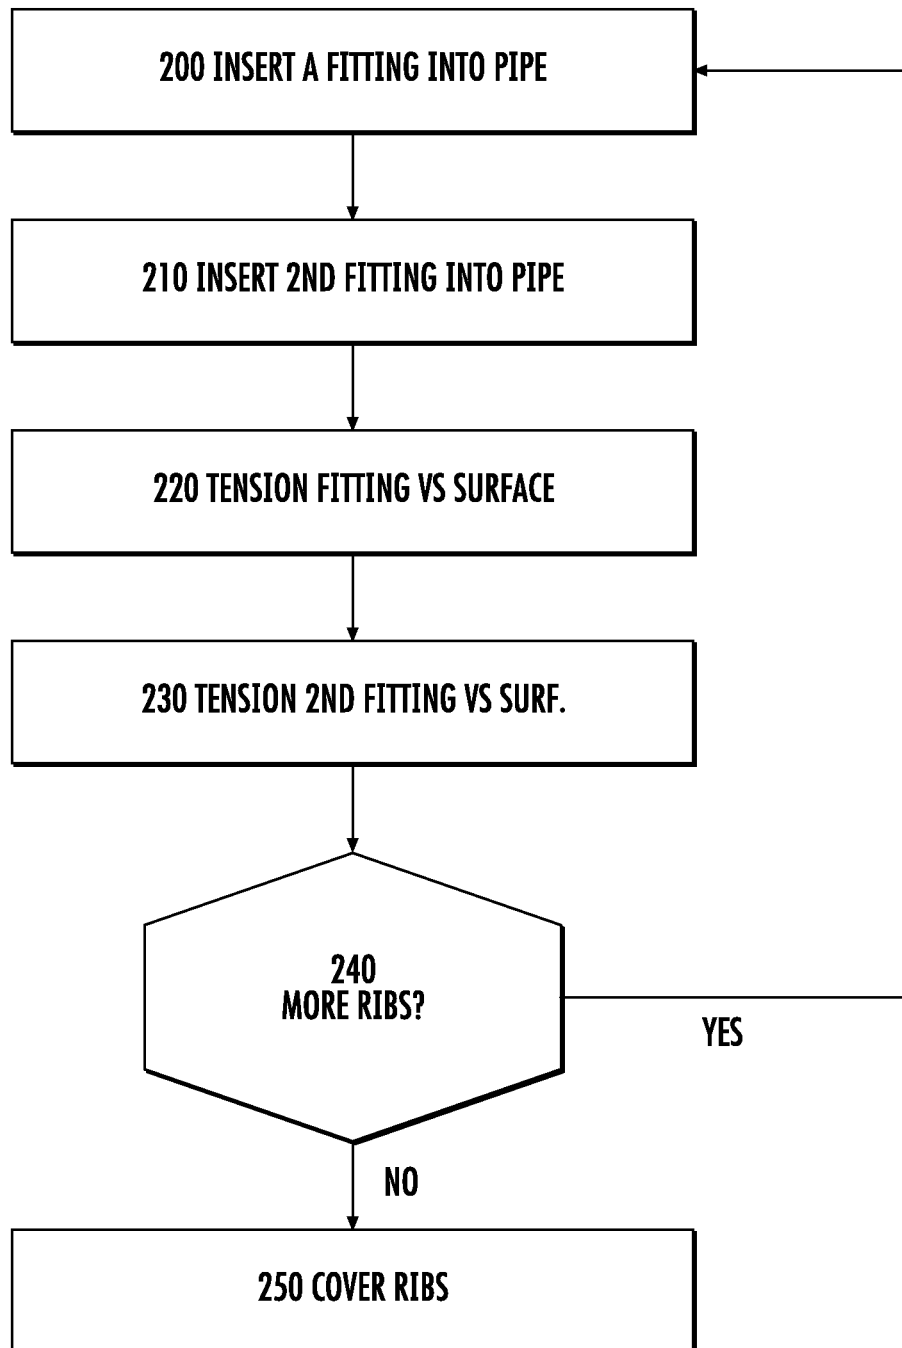 200 INSERT A FITTING INTO PIPE
210 INSERT 2ND FITTING INTO PIPE
220 TENSION FITTING VS SURFACE
230 TENSION 2ND FITTING VS SURF.
240
MORE RIBS?
YES
NO
250 COVER RIBS